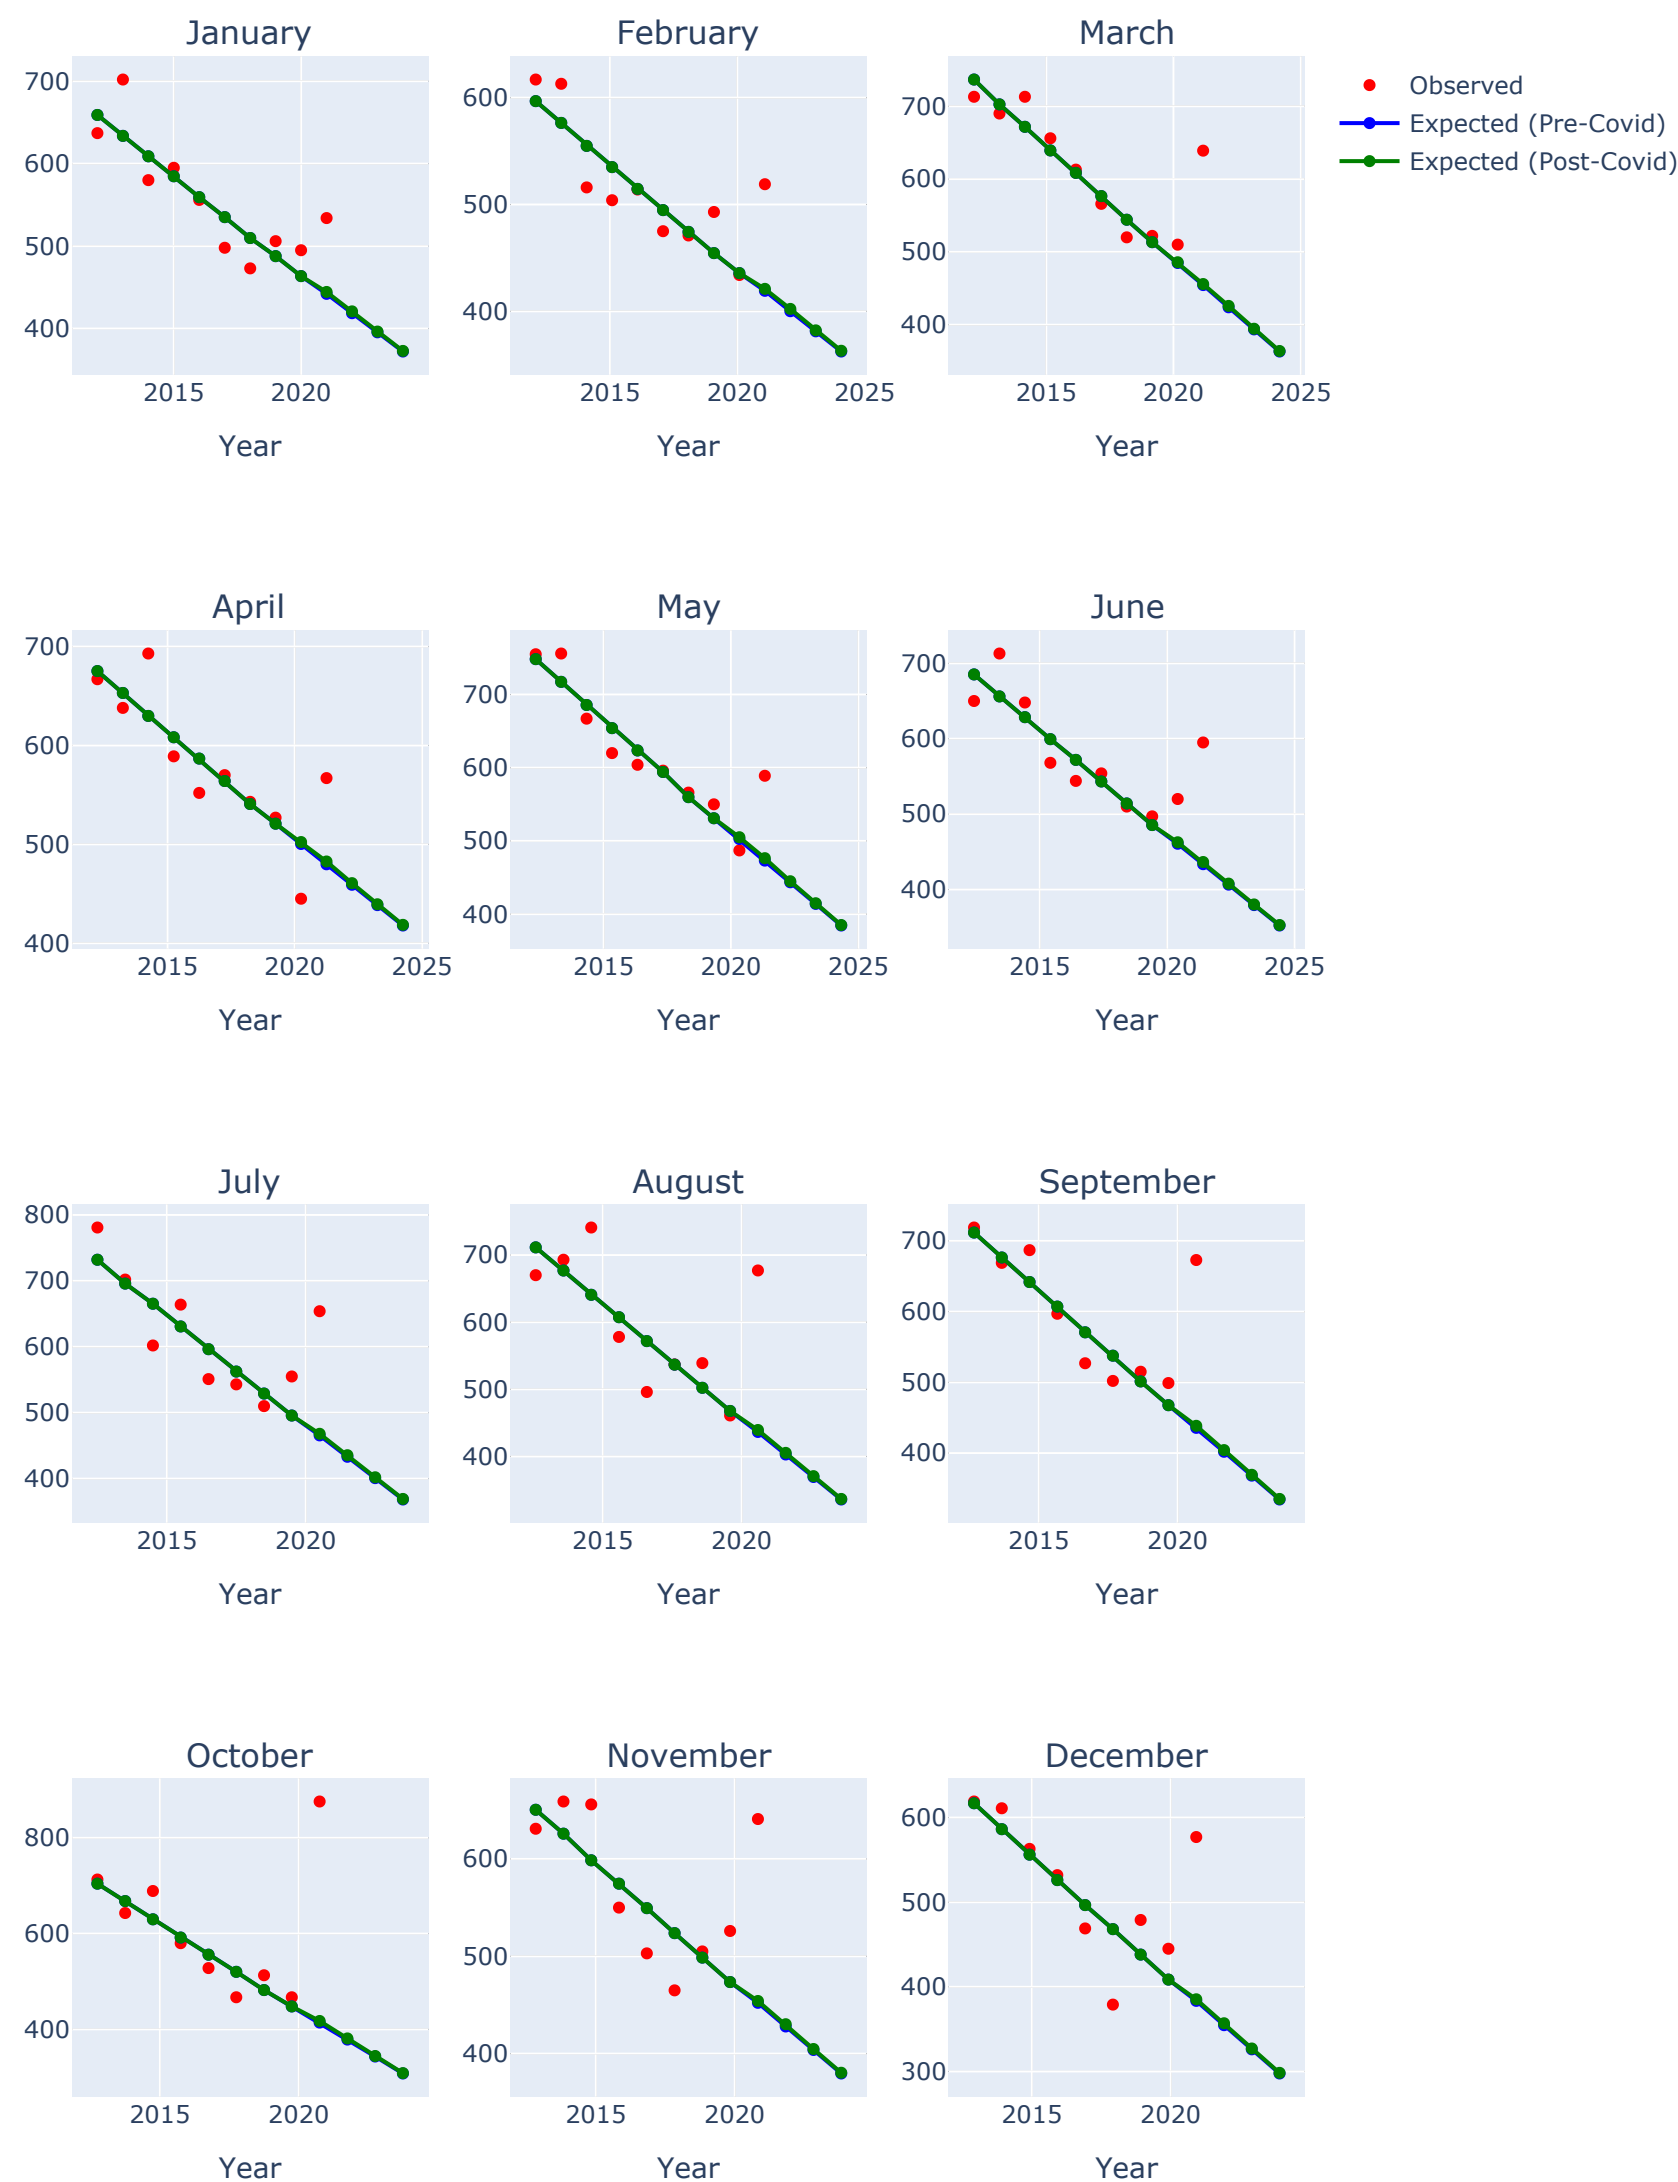 January
February
March
Observed
Expected (Pre-Covid)
Expected (Post-Covid)
700
600
500
400
2015
2020
Year
600
500
400
2015
2020
2025
Year
700
600
500
400
2015
2020
2025
Year
April
May
June
700
600
500
400
2015
2020
2025
Year
700
600
500
400
2015
2020
2025
Year
700
600
500
400
2015
2020
2025
Year
July
August
September
800
700
600
500
400
2015
2020
Year
700
600
500
400
2015
2020
Year
700
600
500
400
2015
2020
Year
October
November
December
800
600
400
2015
2020
Year
600
500
400
2015
2020
Year
600
500
400
300
2015
2020
Year